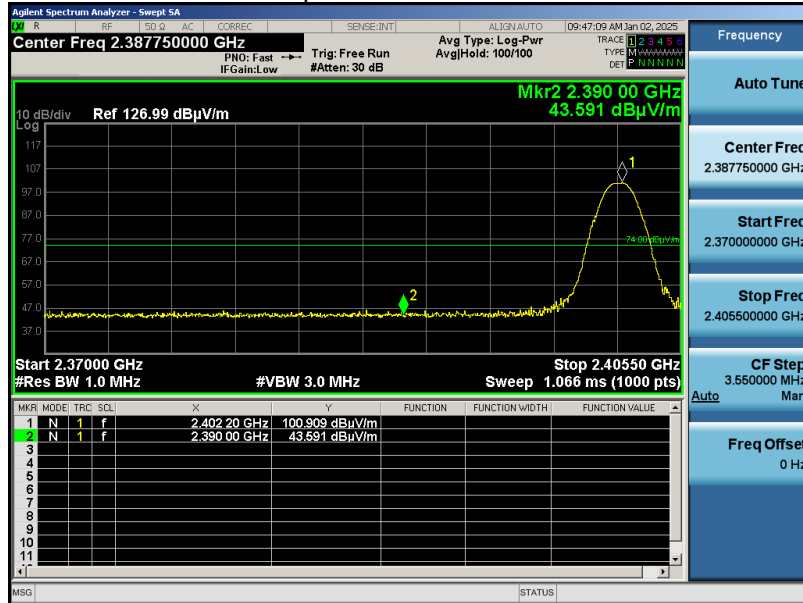 Agilent Spectrum Analyzer - Swept SA
LXI R RF 50 Ω AC CORREC SENSE:INT ALIGN AUTO 09:47:09 AM Jan 02, 2025
Center Freq 2.387750000 GHz
PNO: Fast
IFGain:Low
Trig: Free Run
#Atten: 30 dB
Avg Type: Log-Pwr
Avg|Hold: 100/100
TRACE 1 2 3 4 5 6
TYPE MWWWWW
DET P N N N N N
Mkr2 2.390 00 GHz
43.591 dBµV/m
10 dB/div Ref 126.99 dBµV/m
Log
117
107
97.0
87.0
77.0
67.0
57.0
47.0
37.0
1
74.00 dBµV/m
2
Start 2.37000 GHz Stop 2.40550 GHz
#Res BW 1.0 MHz #VBW 3.0 MHz Sweep 1.066 ms (1000 pts)
MKR MODE TRC SCL X Y FUNCTION FUNCTION WIDTH FUNCTION VALUE
1 N 1 f 2.402 20 GHz 100.909 dBµV/m
2 N 1 f 2.390 00 GHz 43.591 dBµV/m
3
4
5
6
7
8
9
10
11
MSG STATUS
Frequency
Auto Tune
Center Freq
2.387750000 GHz
Start Freq
2.370000000 GHz
Stop Freq
2.405500000 GHz
CF Step
3.550000 MHz
Auto Man
Freq Offset
0 Hz